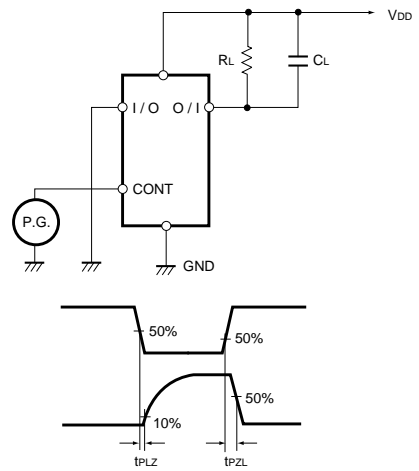 VDD
RL
CL
I / O
O / I
CONT
P.G.
GND
50%
50%
50%
10%
tPLZ
tPZL